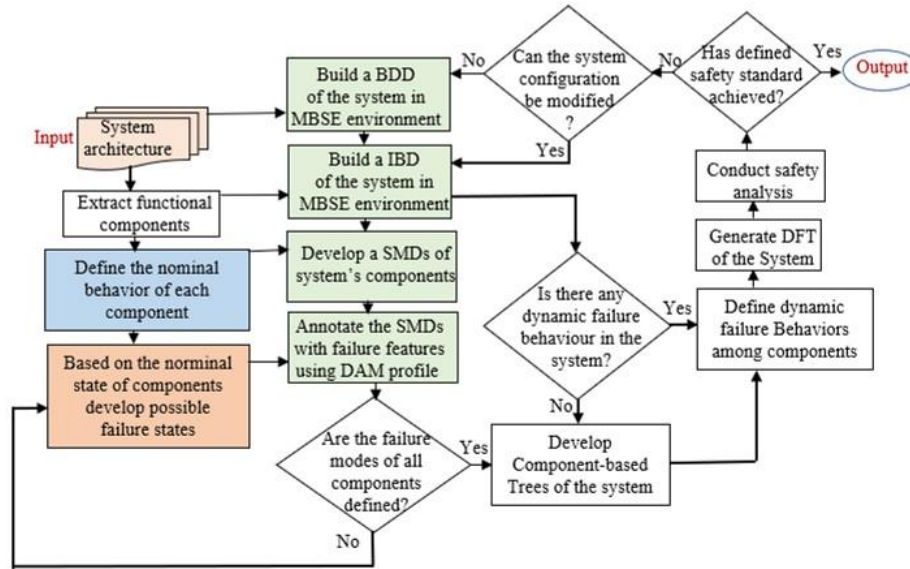 Input
System
architecture
Extract functional
components
Define the nominal
behavior of each
component
Based on the norminal
state of components
develop possible
failure states
Build a BDD
of the system in
MBSE environment
Build a IBD
of the system in
MBSE environment
Develop a SMDs of
system's components
Annotate the SMDs
with failure features
using DAM profile
Are the failure
modes of all
components
defined?
No
Yes
Can the system
configuration
be modified
?
No
Yes
Is there any
dynamic failure
behaviour in the
system?
Yes
No
Develop
Component-based
Trees of the system
Has defined
safety standard
achieved?
No
Yes
Output
Conduct safety
analysis
Generate DFT
of the System
Define dynamic
failure Behaviors
among components